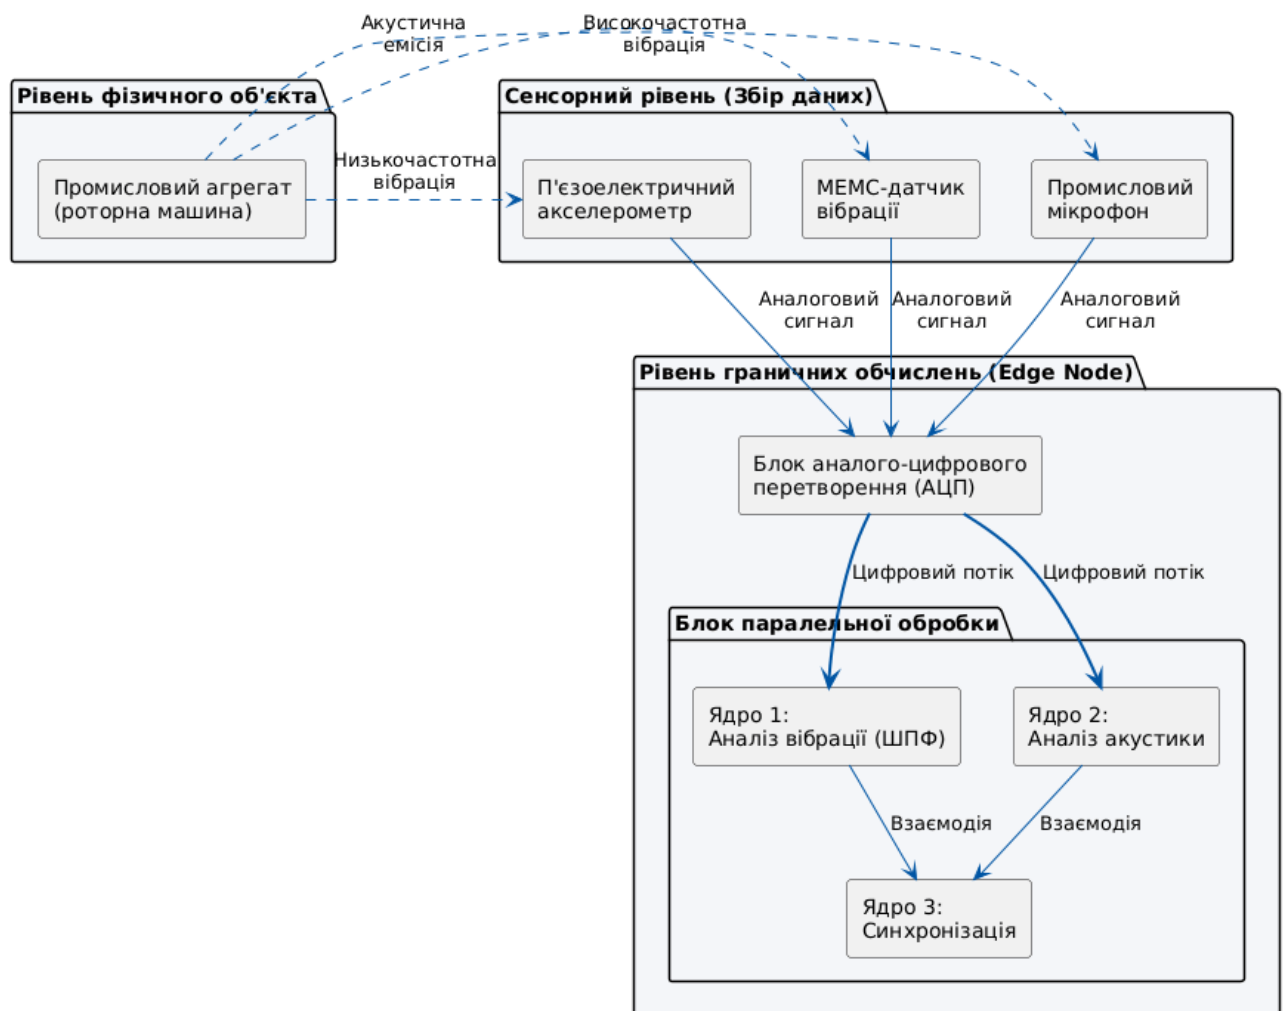 Акустична
емісія
Високочастотна
вібрація
Рівень фізичного об'єкта
Сенсорний рівень (Збір даних)
Промисловий агрегат
(роторна машина)
Низькочастотна
вібрація
П'єзоелектричний
акселерометр
МЕМС-датчик
вібрації
Промисловий
мікрофон
Аналоговий
сигнал
Аналоговий
сигнал
Аналоговий
сигнал
Рівень граничних обчислень (Edge Node)
Блок аналого-цифрового
перетворення (АЦП)
Цифровий потік
Цифровий потік
Блок паралельної обробки
Ядро 1:
Аналіз вібрації (ШПФ)
Ядро 2:
Аналіз акустики
Взаємодія
Взаємодія
Ядро 3:
Синхронізація